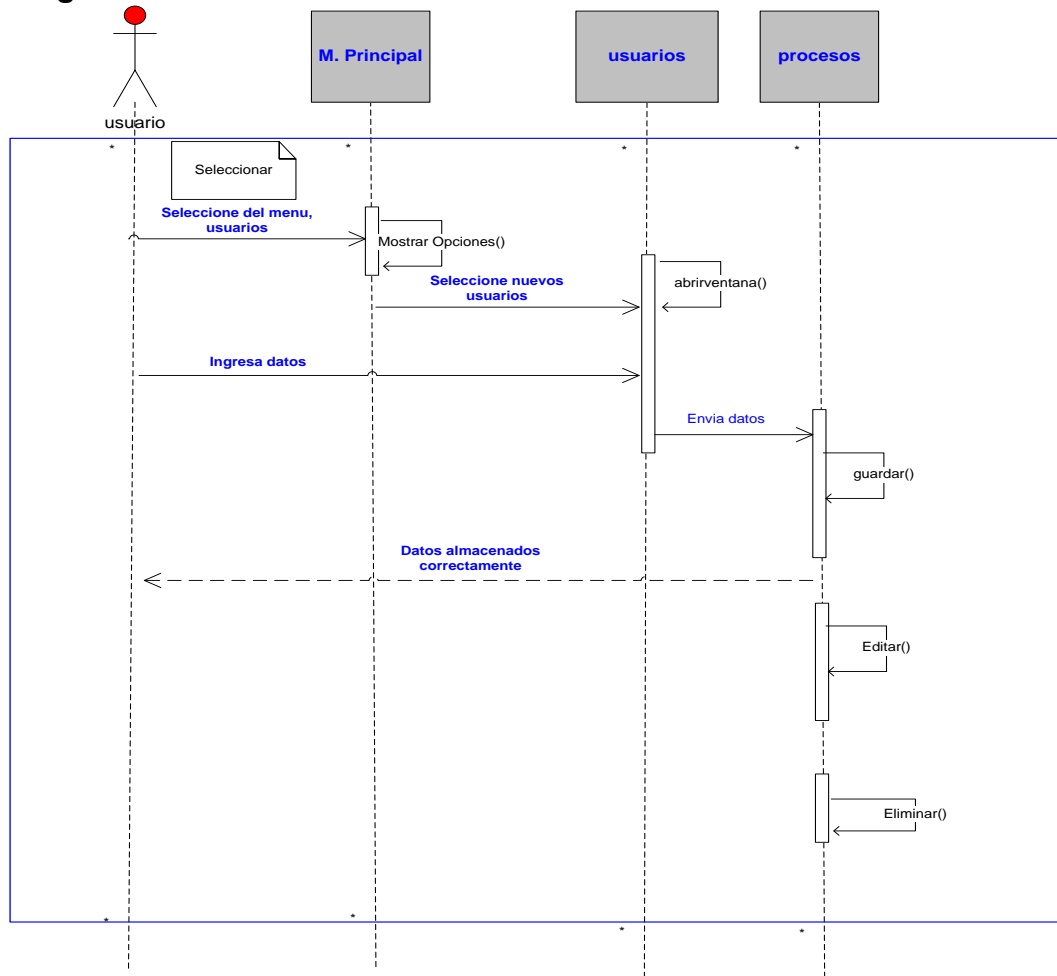 M. Principal
usuarios
procesos
usuario
*
*
*
*
Seleccionar
Seleccione del menu,
usuarios
Mostrar Opciones()
Seleccione nuevos
usuarios
abrirventana()
Ingresa datos
Envia datos
guardar()
Datos almacenados
correctamente
Editar()
Eliminar()
*
*
*
*